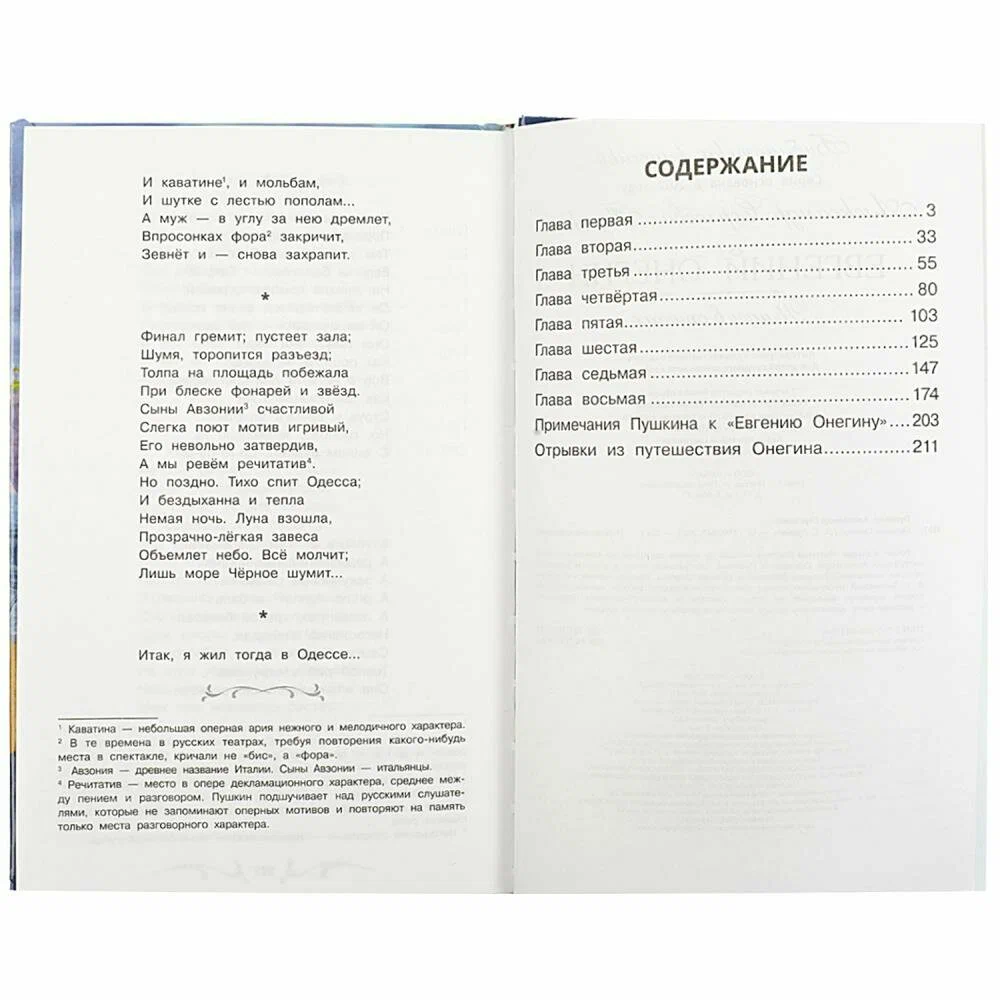 И каватине¹, и мольбам,
И шутке с лестью пополам...
А муж — в углу за нею дремлет,
Впросонках фора² закричит,
Зевнёт и — снова захрапит.
*
Финал гремит; пустеет зала;
Шумя, торопится разъезд;
Толпа на площадь побежала
При блеске фонарей и звёзд.
Сыны Авзонии³ счастливой
Слегка поют мотив игривый,
Его невольно затвердив,
А мы ревём речитатив⁴.
Но поздно. Тихо спит Одесса;
И бездыханна и тепла
Немая ночь. Луна взошла,
Прозрачно-лёгкая завеса
Объемлет небо. Всё молчит;
Лишь море Чёрное шумит...
*
Итак, я жил тогда в Одессе...
¹ Каватина — небольшая оперная ария нежного и мелодичного характера.
² В те времена в русских театрах, требуя повторения какого-нибудь
места в спектакле, кричали не «бис», а «фора».
³ Авзония — древнее название Италии. Сыны Авзонии — итальянцы.
⁴ Речитатив — место в опере декламационного характера, среднее меж-
ду пением и разговором. Пушкин подшучивает над русскими слушате-
лями, которые не запоминают оперных мотивов и повторяют на память
только места разговорного характера.
СОДЕРЖАНИЕ
Глава первая.....3
Глава вторая.....33
Глава третья.....55
Глава четвёртая.....80
Глава пятая.....103
Глава шестая.....125
Глава седьмая.....147
Глава восьмая.....174
Примечания Пушкина к «Евгению Онегину»....203
Отрывки из путешествия Онегина.....211